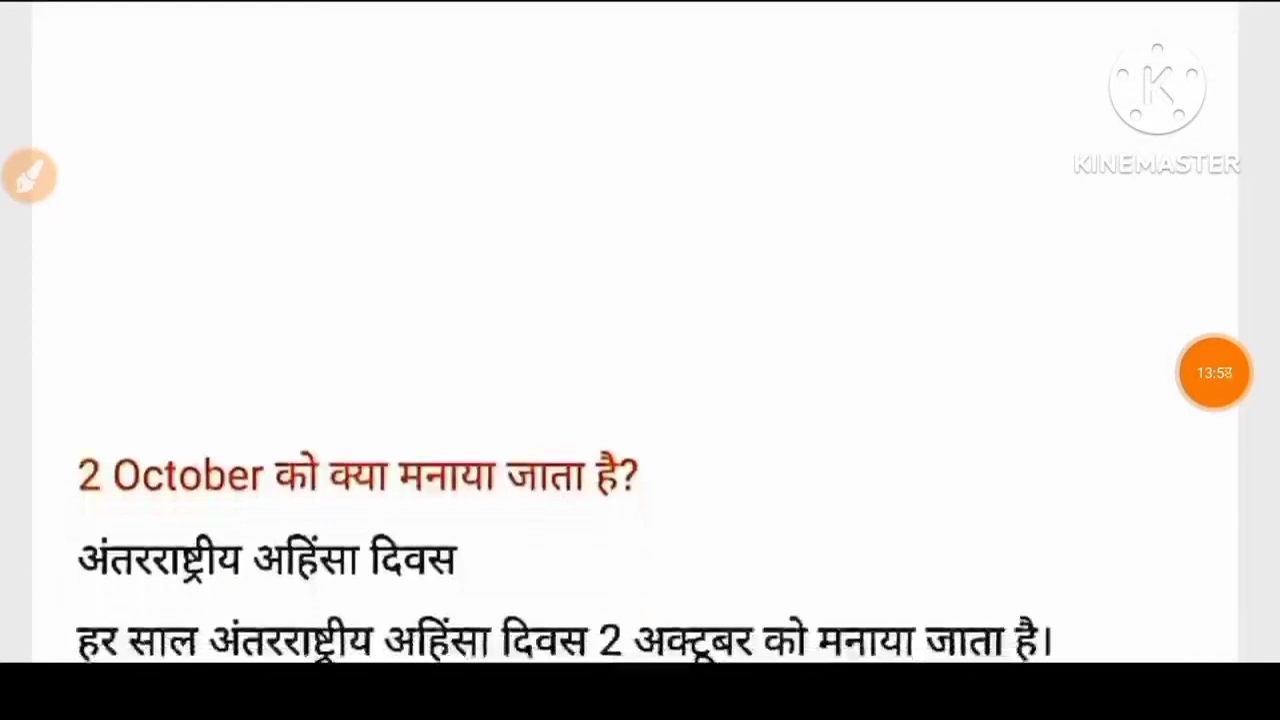 KINEMASTER
13:58
2 October को क्या मनाया जाता है?
अंतरराष्ट्रीय अहिंसा दिवस
हर साल अंतरराष्ट्रीय अहिंसा दिवस 2 अक्टूबर को मनाया जाता है।